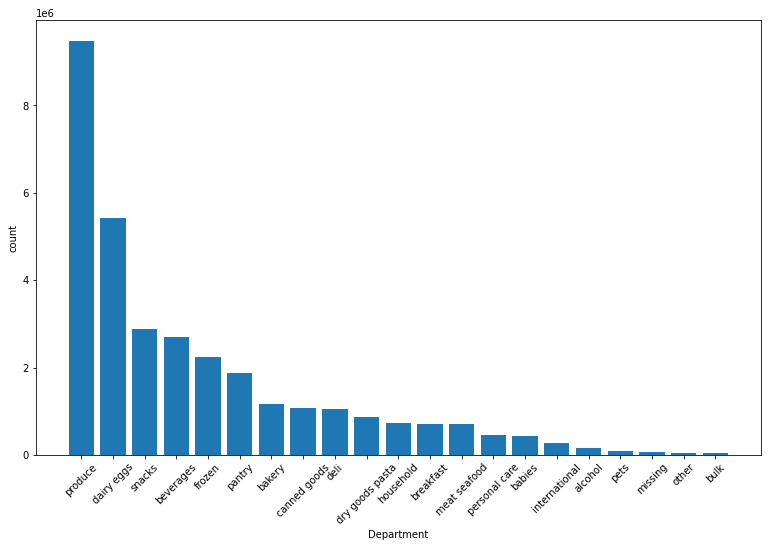 1e6
8
6
4
2
0
count
produce
dairy eggs
snacks
beverages
frozen
pantry
bakery
canned goods
deli
dry goods pasta
household
breakfast
meat seafood
personal care
babies
international
alcohol
pets
missing
other
bulk
Department